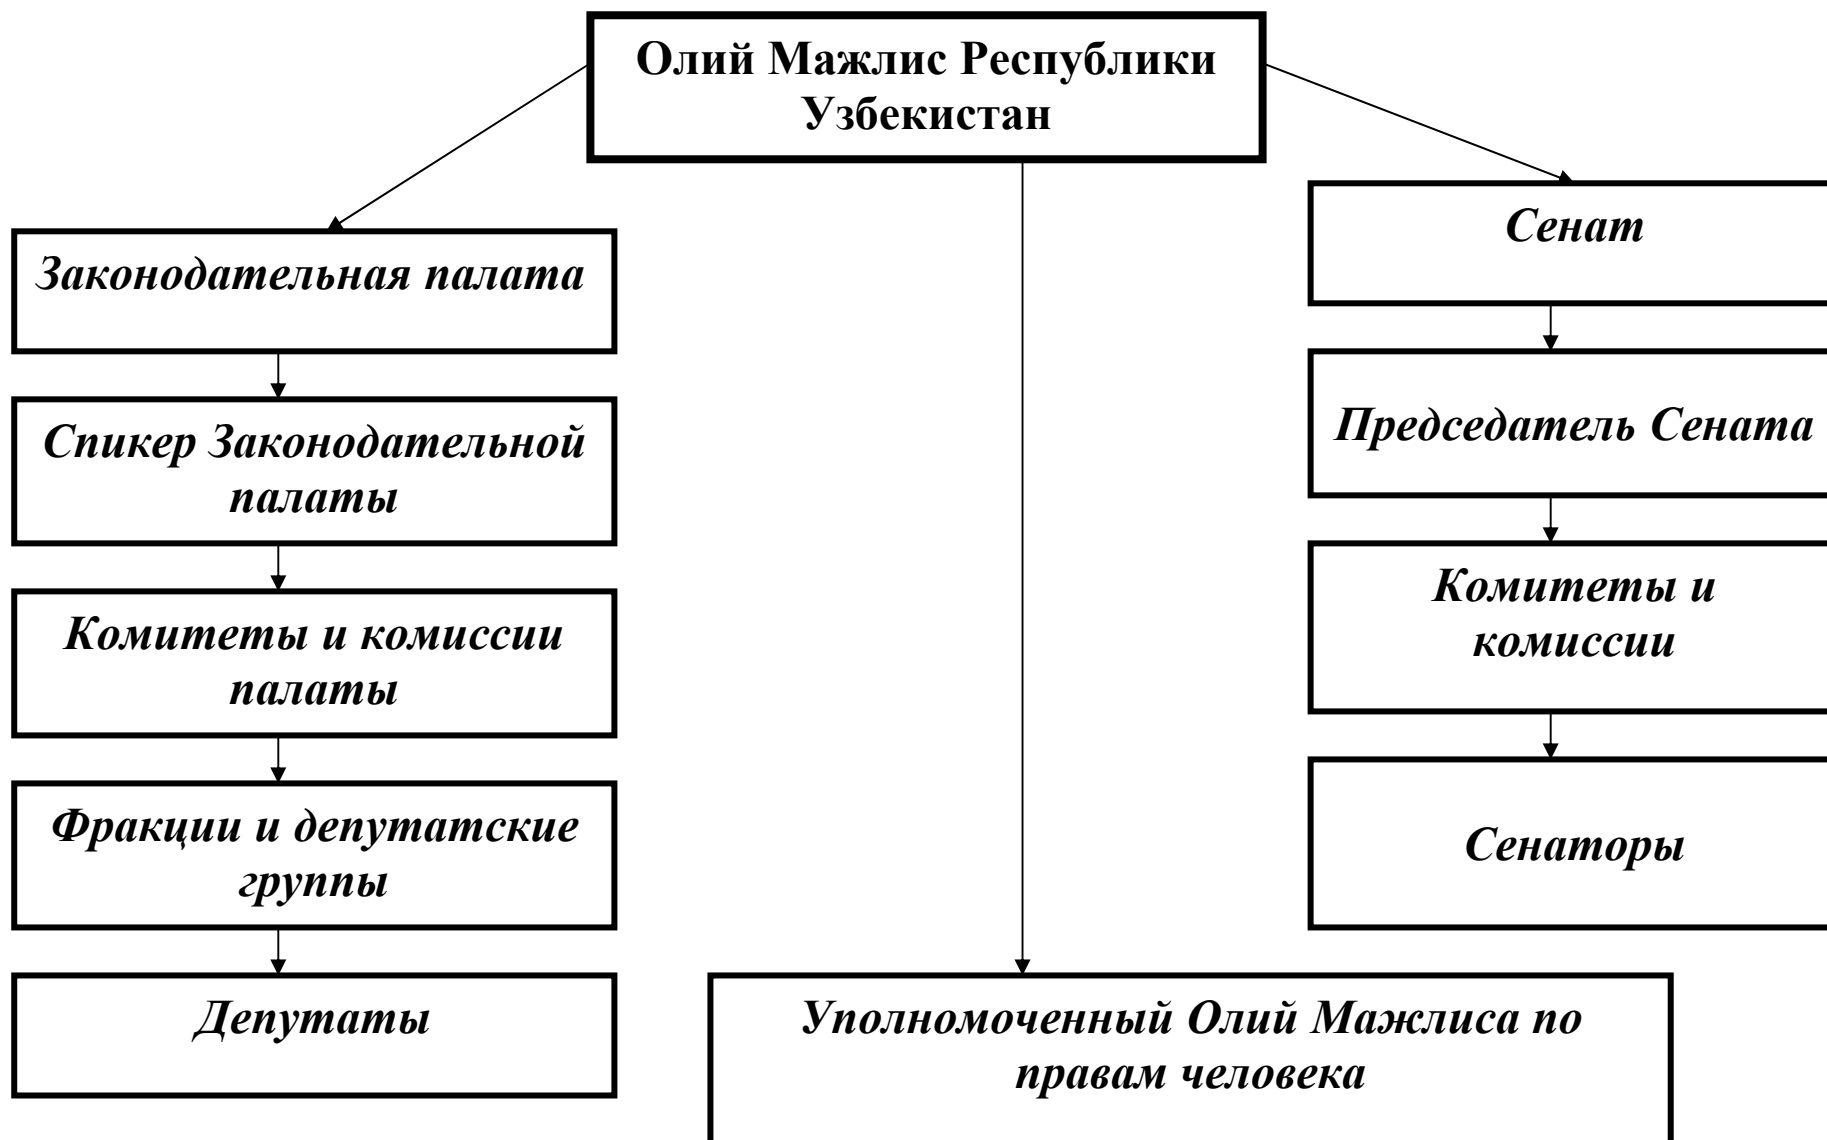 Олий Мажлис Республики
Узбекистан
Законодательная палата
Спикер Законодательной
палаты
Комитеты и комиссии
палаты
Фракции и депутатские
группы
Депутаты
Сенат
Председатель Сената
Комитеты и
комиссии
Сенаторы
Уполномоченный Олий Мажлиса по
правам человека